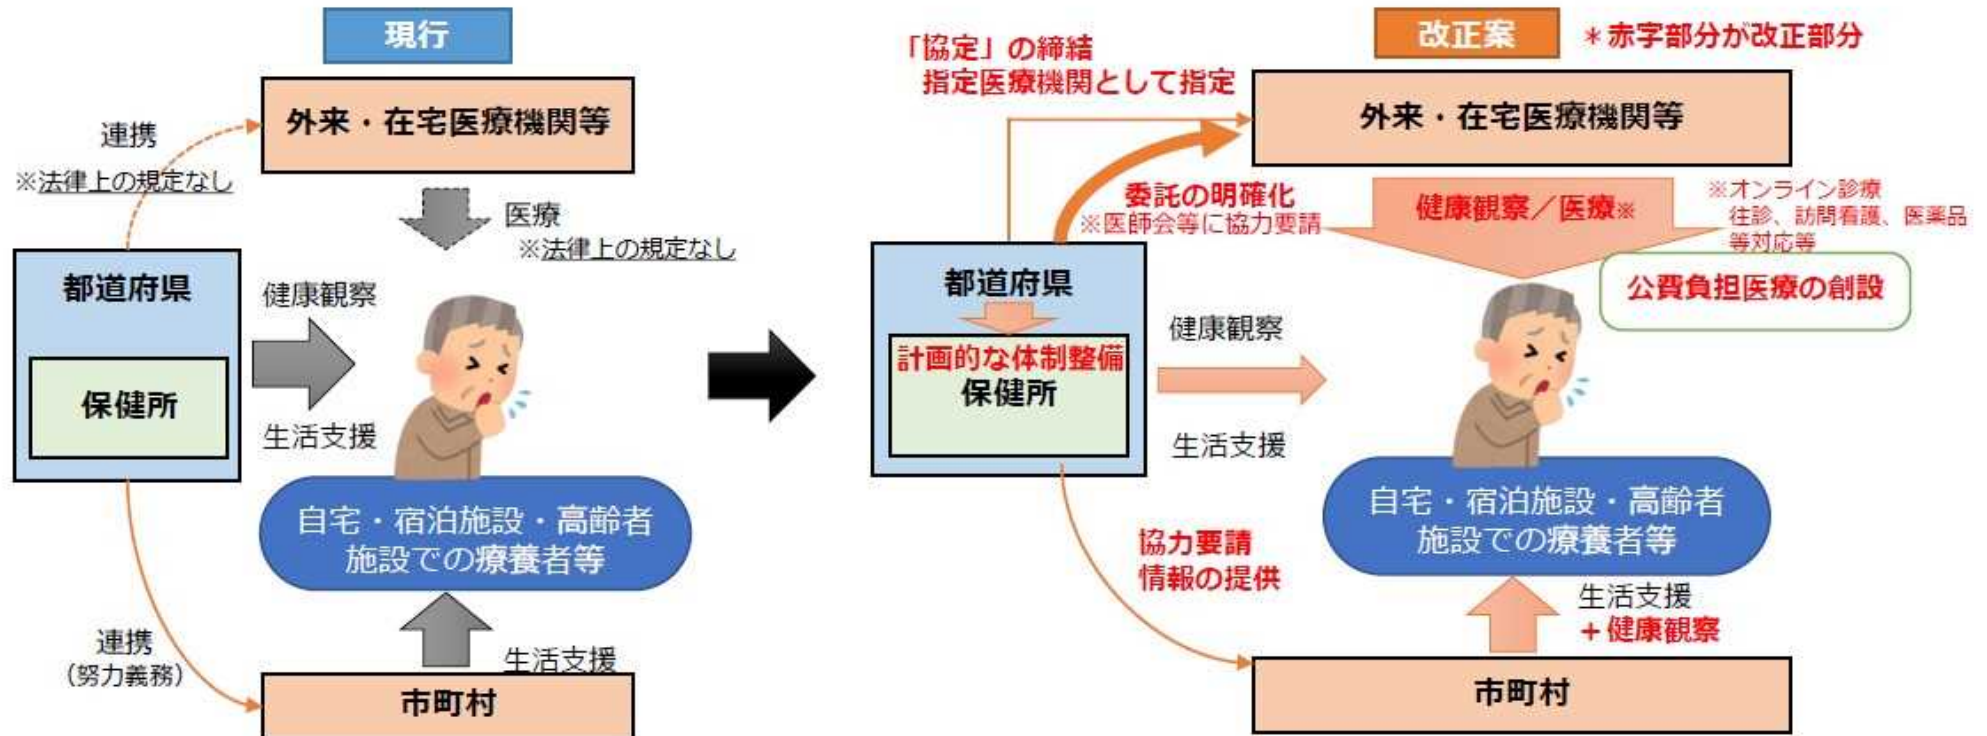 現行
外来・在宅医療機関等
連携
※法律上の規定なし
医療
※法律上の規定なし
都道府県
保健所
健康観察
生活支援
自宅・宿泊施設・高齢者
施設での療養者等
連携
（努力義務）
生活支援
市町村
改正案
＊赤字部分が改正部分
「協定」の締結
指定医療機関として指定
外来・在宅医療機関等
委託の明確化
※医師会等に協力要請
健康観察／医療※
※オンライン診療
往診、訪問看護、医薬品
等対応等
公費負担医療の創設
都道府県
計画的な体制整備
保健所
健康観察
生活支援
自宅・宿泊施設・高齢者
施設での療養者等
協力要請
情報の提供
生活支援
＋健康観察
市町村